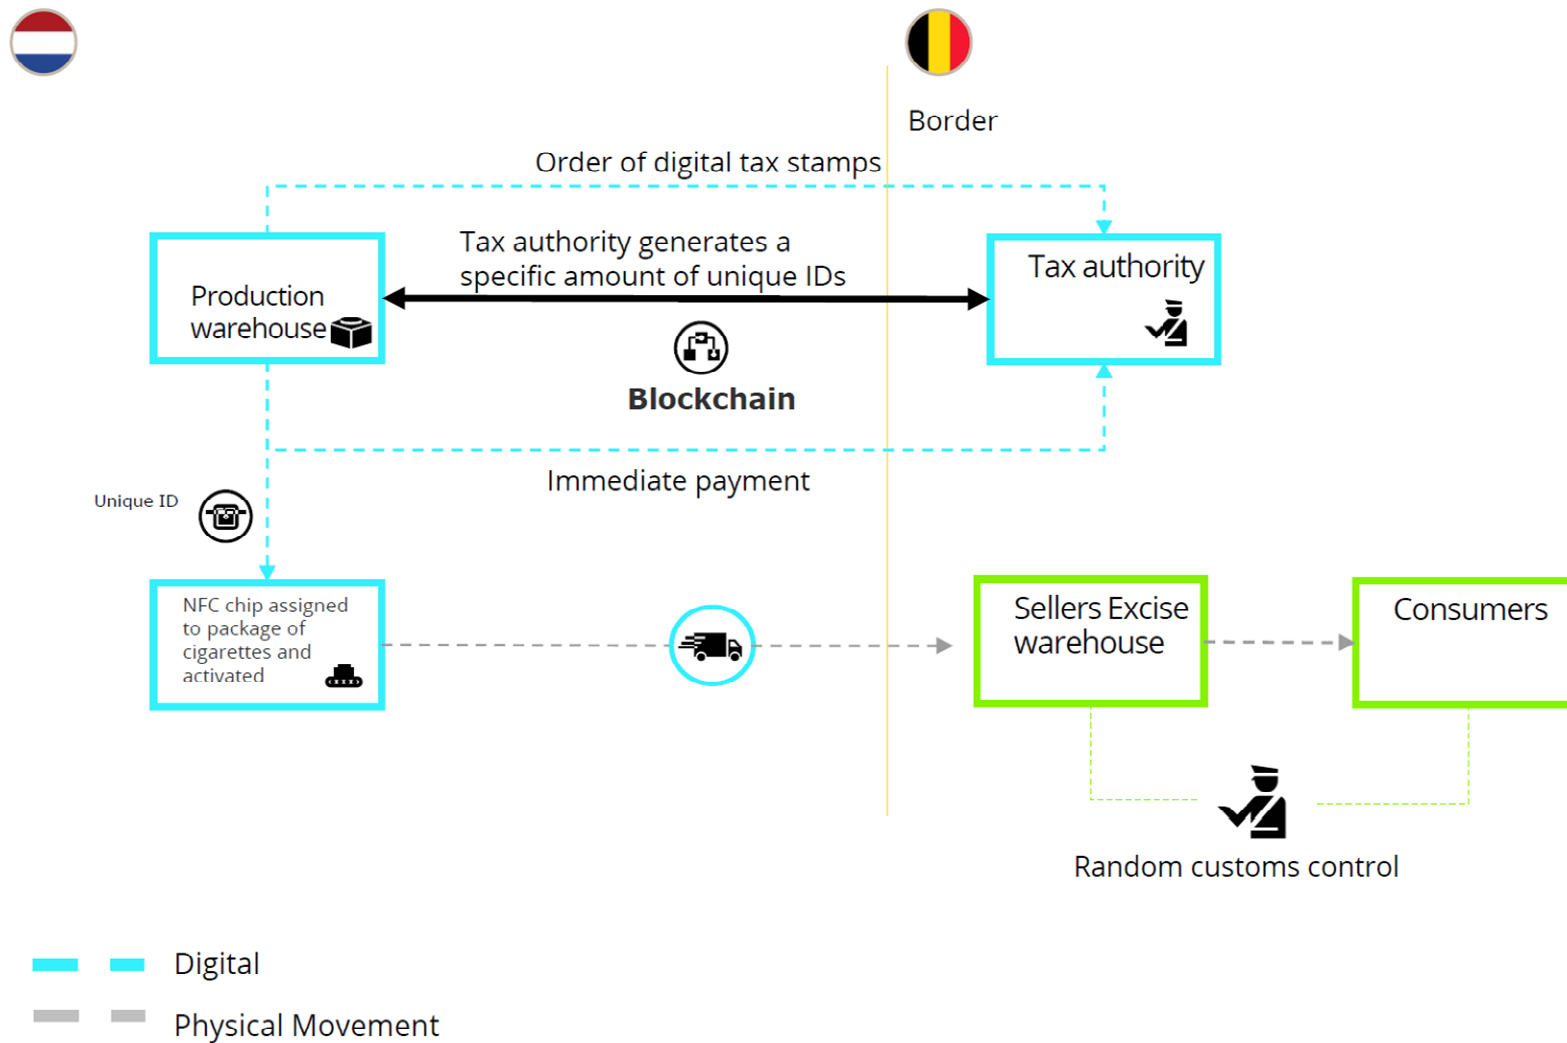 Border
Order of digital tax stamps
Tax authority generates a
specific amount of unique IDs
Production
warehouse
Tax authority
Blockchain
Immediate payment
Unique ID
NFC chip assigned
to package of
cigarettes and
activated
Sellers Excise
warehouse
Consumers
Random customs control
Digital
Physical Movement